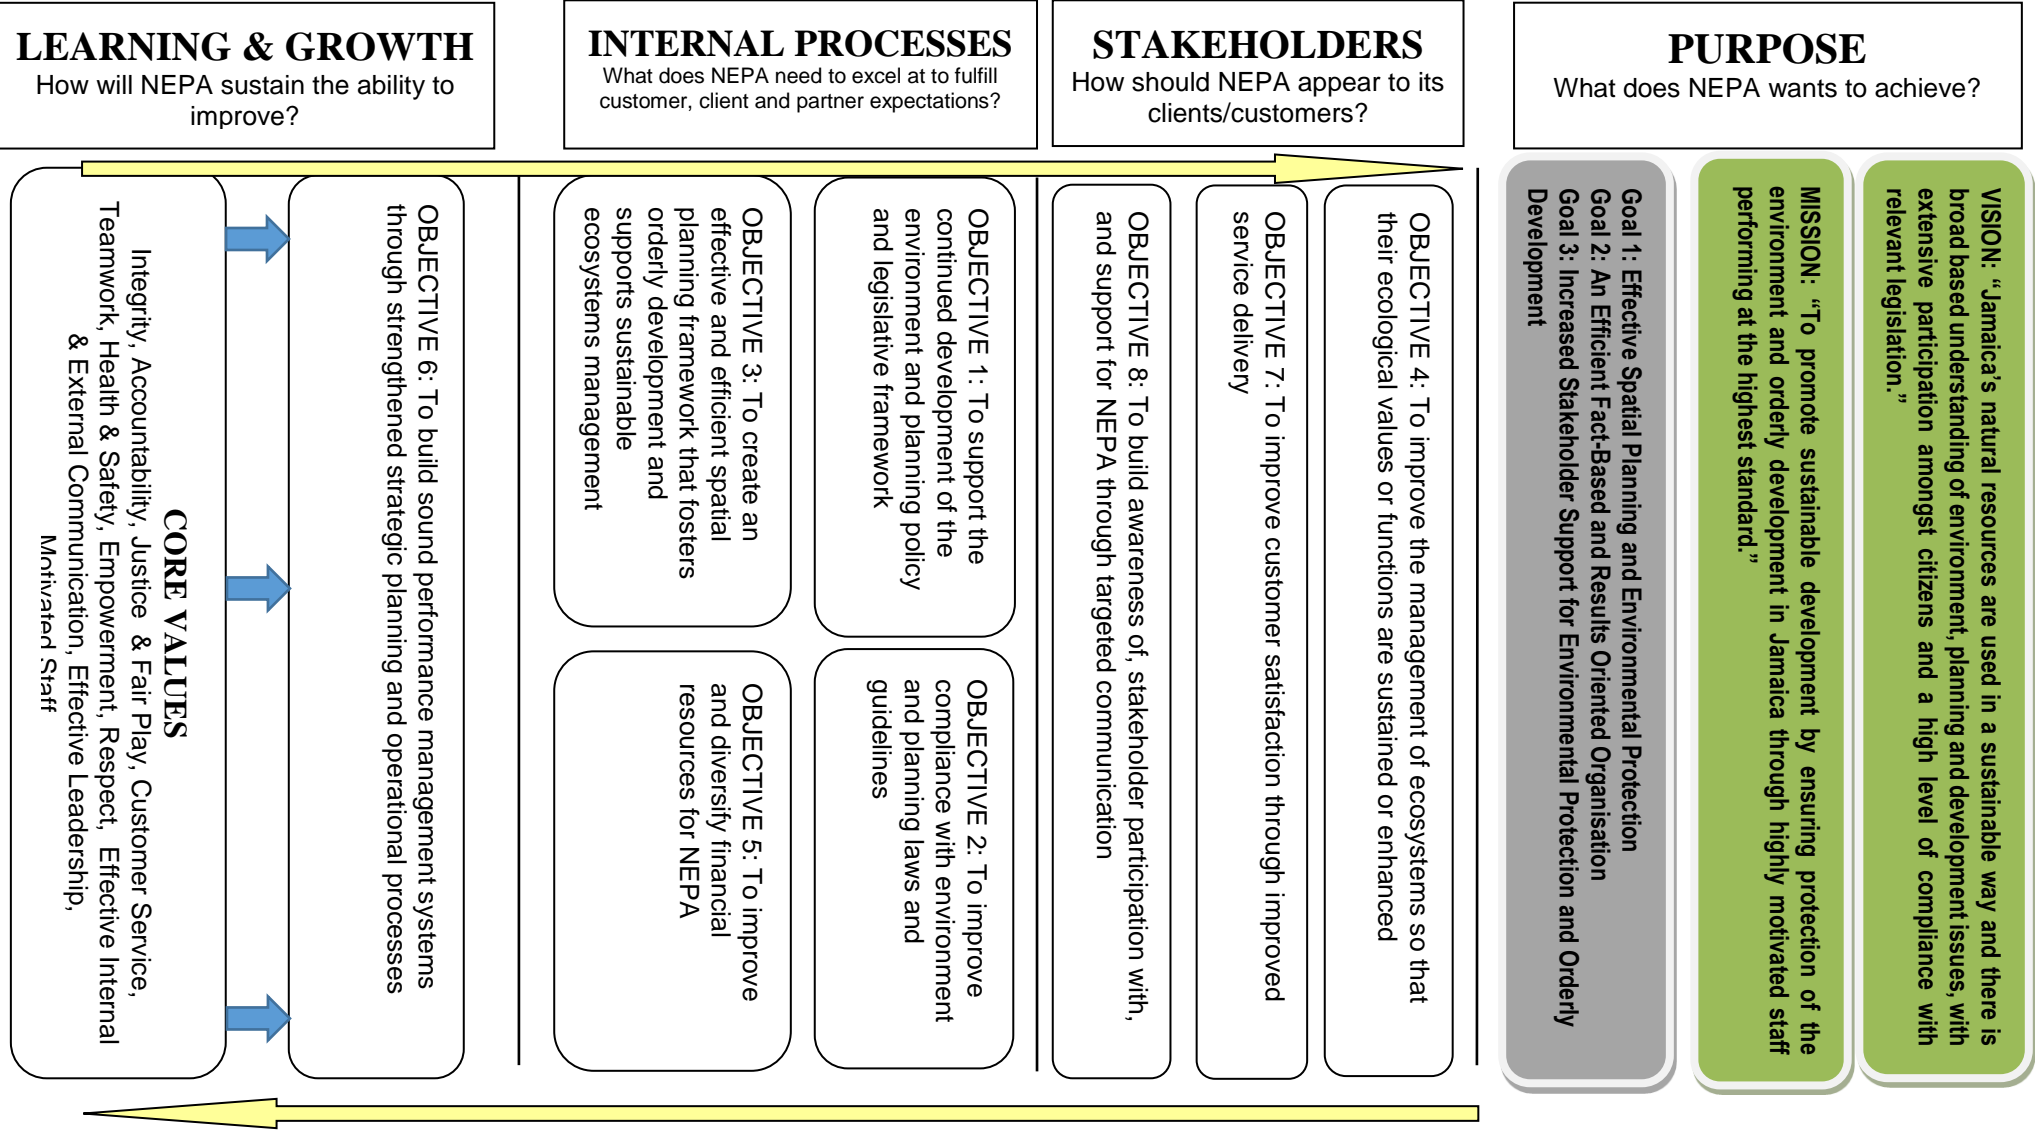 LEARNING & GROWTH
How will NEPA sustain the ability to
improve?
INTERNAL PROCESSES
What does NEPA need to excel at to fulfill
customer, client and partner expectations?
STAKEHOLDERS
How should NEPA appear to its
clients/customers?
PURPOSE
What does NEPA wants to achieve?
CORE VALUES
Integrity, Accountability, Justice & Fair Play, Customer Service,
Teamwork, Health & Safety, Empowerment, Respect, Effective Internal
& External Communication, Effective Leadership,
Motivated Staff
OBJECTIVE 6: To build sound performance management systems
through strengthened strategic planning and operational processes
OBJECTIVE 3: To create an
effective and efficient spatial
planning framework that fosters
orderly development and
supports sustainable
ecosystems management
OBJECTIVE 5: To improve
and diversify financial
resources for NEPA
OBJECTIVE 1: To support the
continued development of the
environment and planning policy
and legislative framework
OBJECTIVE 2: To improve
compliance with environment
and planning laws and
guidelines
OBJECTIVE 8: To build awareness of, stakeholder participation with,
and support for NEPA through targeted communication
OBJECTIVE 7: To improve customer satisfaction through improved
service delivery
OBJECTIVE 4: To improve the management of ecosystems so that
their ecological values or functions are sustained or enhanced
Goal 1: Effective Spatial Planning and Environmental Protection
Goal 2: An Efficient Fact-Based and Results Oriented Organisation
Goal 3: Increased Stakeholder Support for Environmental Protection and Orderly
Development
MISSION: “To promote sustainable development by ensuring protection of the
environment and orderly development in Jamaica through highly motivated staff
performing at the highest standard.”
VISION: “Jamaica’s natural resources are used in a sustainable way and there is
broad based understanding of environment, planning and development issues, with
extensive participation amongst citizens and a high level of compliance with
relevant legislation.”